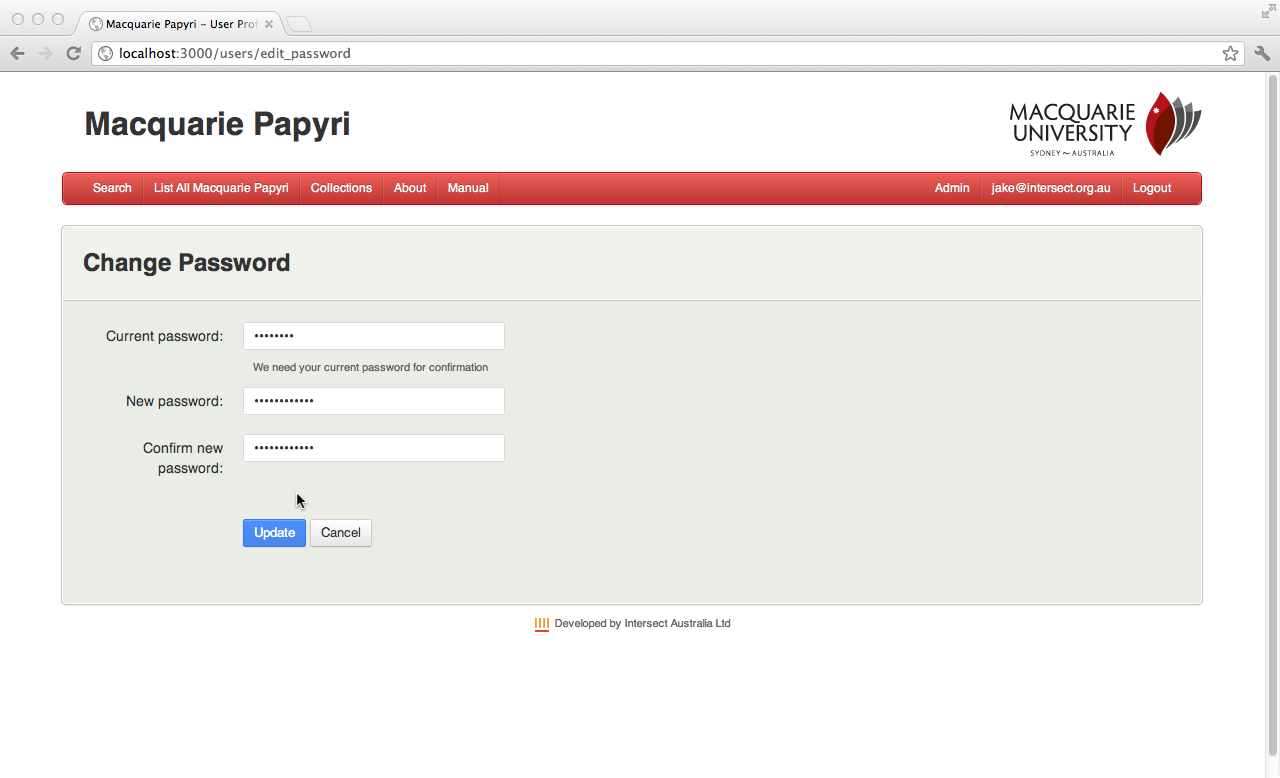 Macquarie Papyri – User Prof
localhost:3000/users/edit_password
Macquarie Papyri
MACQUARIE
UNIVERSITY
SYDNEY ~ AUSTRALIA
Search List All Macquarie Papyri Collections About Manual Admin jake@intersect.org.au Logout
Change Password
Current password: ••••••••
We need your current password for confirmation
New password: ••••••••••••
Confirm new
password: ••••••••••••
Update Cancel
Developed by Intersect Australia Ltd